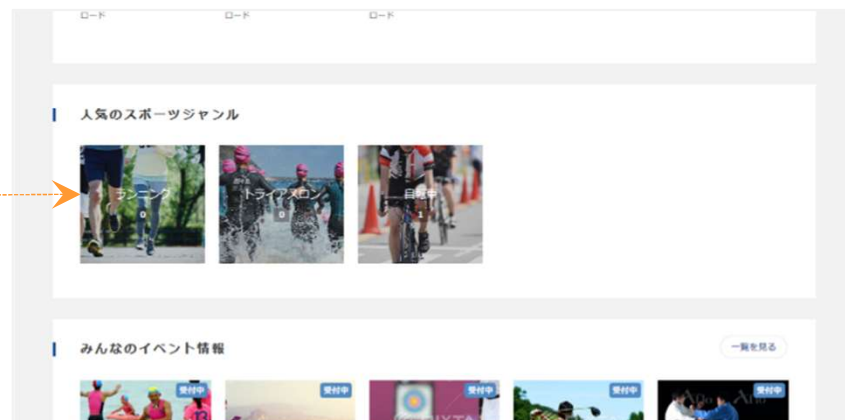 ロード
ロード
ロード
人気のスポーツジャンル
ランニング
0
トライアスロン
0
自転車
1
みんなのイベント情報
一覧を見る
受付中
受付中
受付中
受付中
受付中